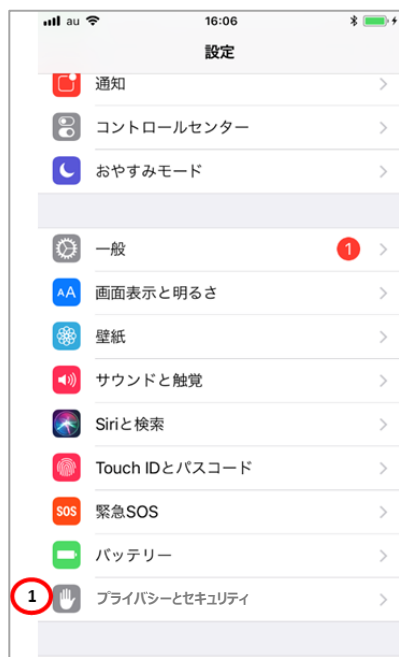 au 16:06
設定
通知
コントロールセンター
おやすみモード
一般 1
AA 画面表示と明るさ
壁紙
サウンドと触覚
Siriと検索
Touch IDとパスコード
SOS 緊急SOS
バッテリー
1 プライバシーとセキュリティ